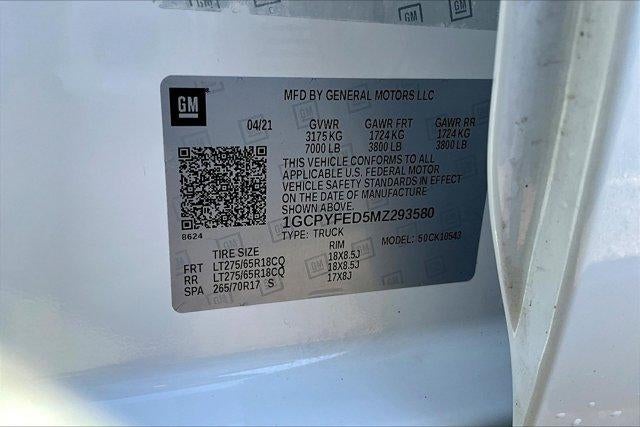 GM GM
GM
MFD BY GENERAL MOTORS LLC
04/21 GVWR GAWR FRT GAWR RR
3175 KG 1724 KG 1724 KG
7000 LB 3800 LB 3800 LB
THIS VEHICLE CONFORMS TO ALL
APPLICABLE U.S. FEDERAL MOTOR
VEHICLE SAFETY STANDARDS IN EFFECT
ON THE DATE OF MANUFACTURE
SHOWN ABOVE.
1GCPYFED5MZ293580
8624 TYPE: TRUCK MODEL: S0CK10543
TIRE SIZE RIM
FRT LT275/65R18CQ 18X8.5J
RR LT275/65R18CQ 18X8.5J
SPA 265/70R17 S 17X8J